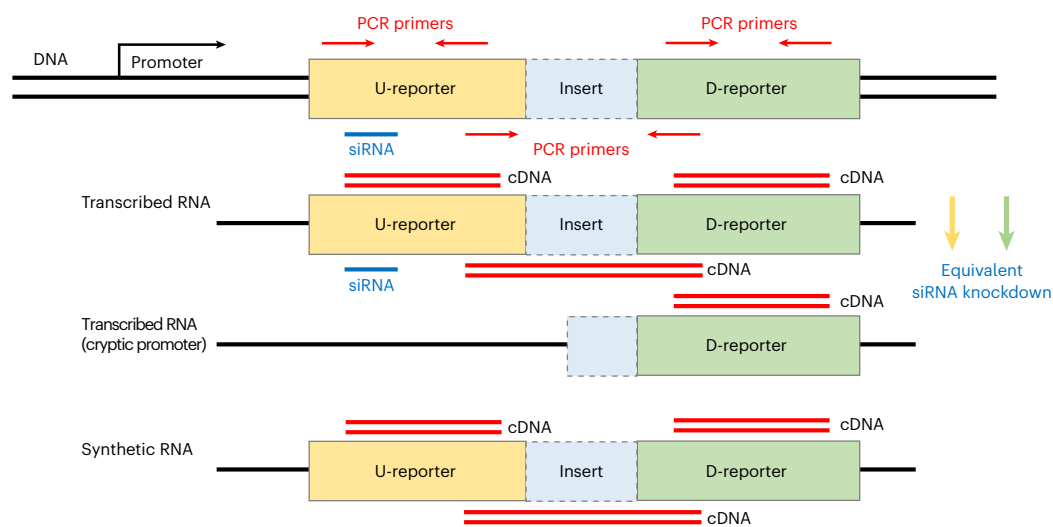 PCR primers
PCR primers
DNA
Promoter
U-reporter
Insert
D-reporter
siRNA
PCR primers
cDNA
cDNA
Transcribed RNA
U-reporter
Insert
D-reporter
siRNA
cDNA
Equivalent
siRNA knockdown
cDNA
Transcribed RNA
(cryptic promoter)
D-reporter
cDNA
cDNA
Synthetic RNA
U-reporter
Insert
D-reporter
cDNA